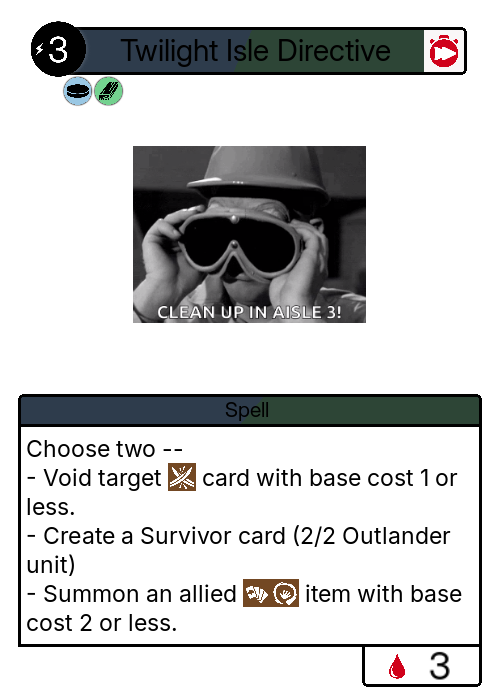 3
Twilight Isle Directive
CLEAN UP IN AISLE 3!
Spell
Choose two --
- Void target card with base cost 1 or
less.
- Create a Survivor card (2/2 Outlander
unit)
- Summon an allied item with base
cost 2 or less.
3